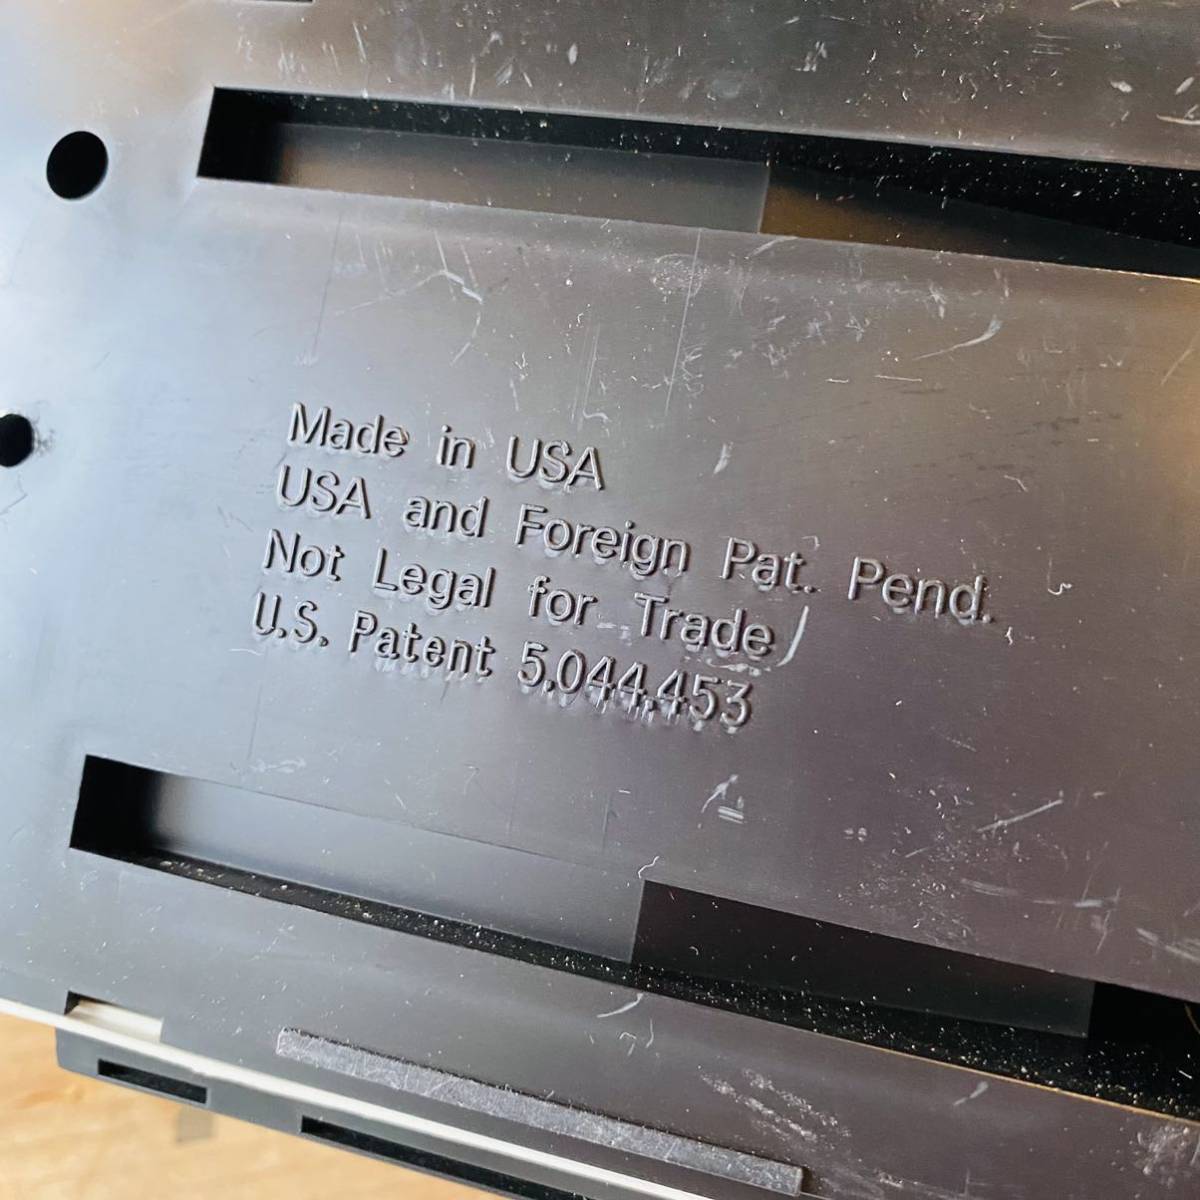 Made in USA
USA and Foreign Pat. Pend.
Not Legal for Trade
U.S. Patent 5,044,453